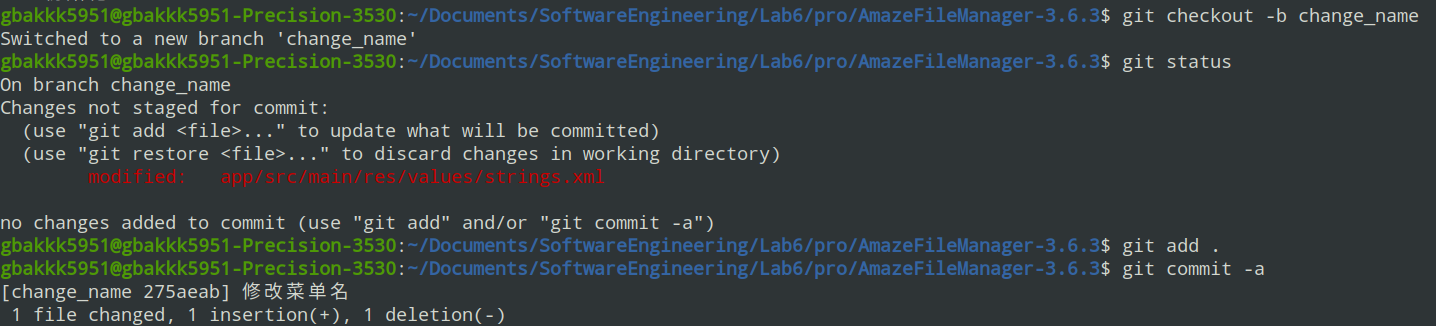 gbakkk5951@gbakkk5951-Precision-3530:~/Documents/SoftwareEngineering/Lab6/pro/AmazeFileManager-3.6.3$ git checkout -b change_name
Switched to a new branch 'change_name'
gbakkk5951@gbakkk5951-Precision-3530:~/Documents/SoftwareEngineering/Lab6/pro/AmazeFileManager-3.6.3$ git status
On branch change_name
Changes not staged for commit:
  (use "git add <file>..." to update what will be committed)
  (use "git restore <file>..." to discard changes in working directory)
        modified:   app/src/main/res/values/strings.xml

no changes added to commit (use "git add" and/or "git commit -a")
gbakkk5951@gbakkk5951-Precision-3530:~/Documents/SoftwareEngineering/Lab6/pro/AmazeFileManager-3.6.3$ git add .
gbakkk5951@gbakkk5951-Precision-3530:~/Documents/SoftwareEngineering/Lab6/pro/AmazeFileManager-3.6.3$ git commit -a
[change_name 275aeab] 修改菜单名
 1 file changed, 1 insertion(+), 1 deletion(-)